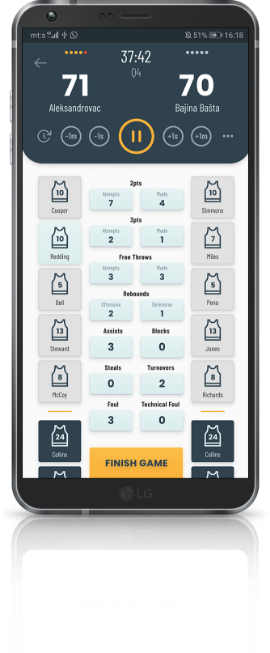 mt:s 51% 16:18
37:42
Q4
71 70
Aleksandrovac Bajina Bašta
-1m -1s +1s +1m
2pts
10 Attempts Made 10
Cooper 7 4 Simmons
3pts
10 Attempts Made 7
Redding 2 1 Miles
Free Throws
Attempts Made
5 3 3 5
Bell Pena
Rebounds
Offensive Defensive
2 1
13 Assists Blocks 13
Steward 3 0 Jones
Steals Turnovers
8 0 2 8
McCoy Richards
Foul Technical Foul
3 0
24 24
Collins Collins
FINISH GAME
LG